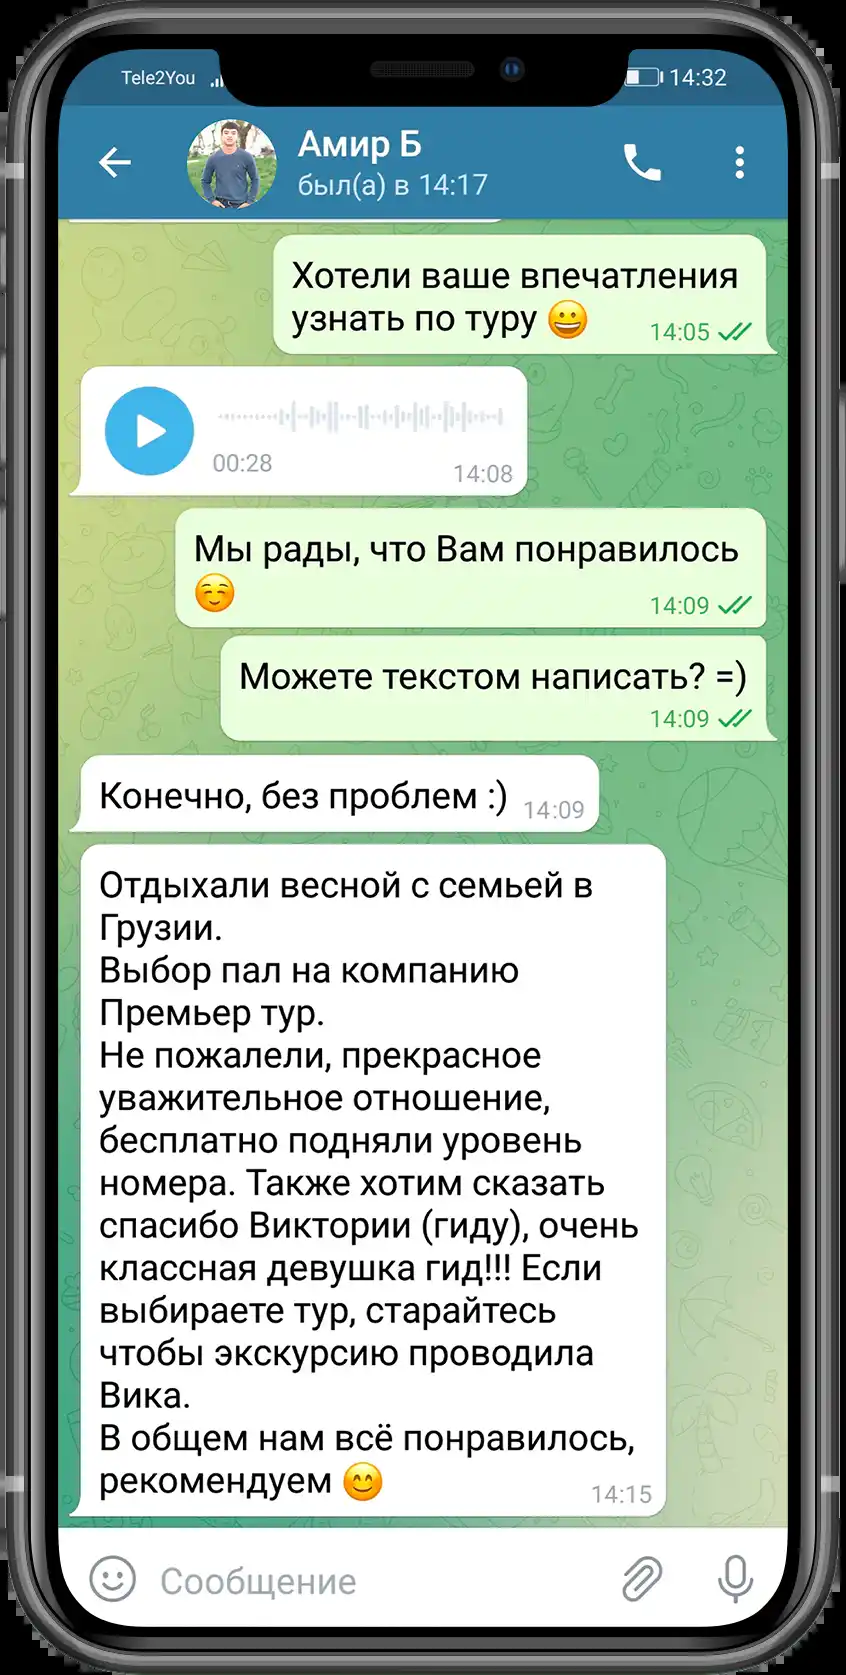 Tele2You
14:32
Амир Б
был(а) в 14:17
Хотели ваше впечатления
узнать по туру 😀
14:05
00:28
14:08
Мы рады, что Вам понравилось
☺️
14:09
Можете текстом написать? =)
14:09
Конечно, без проблем :) 14:09
Отдыхали весной с семьей в
Грузии.
Выбор пал на компанию
Премьер тур.
Не пожалели, прекрасное
уважительное отношение,
бесплатно подняли уровень
номера. Также хотим сказать
спасибо Виктории (гиду), очень
классная девушка гид!!! Если
выбираете тур, старайтесь
чтобы экскурсию проводила
Вика.
В общем нам всё понравилось,
рекомендуем 😊
14:15
Сообщение